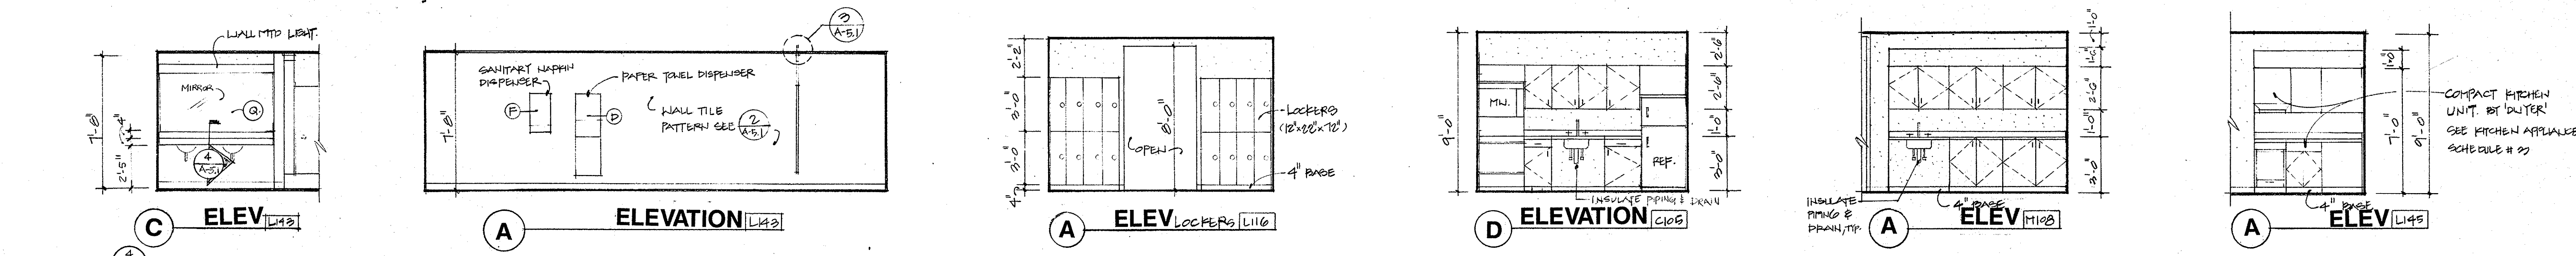 WALL MTD LIGHT.
MIRROR
Q
7'-8"
4"
2'-5"
4
A-5.1
C
ELEV
L143
3
A-5.1
SANITARY NAPKIN
DISPENSER
PAPER TOWEL DISPENSER
F
D
WALL TILE
PATTERN SEE
2
A-5.1
7'-8"
A
ELEVATION
L143
2'-2"
3'-0"
3'-0"
4"
8'-0"
OPEN
LOCKERS
(12"x22"x72")
4" BASE
A
ELEV
LOCKERS
L116
9'-0"
MW.
REF.
2'-6"
2'-6"
1'-0"
3'-0"
INSULATE PIPING & DRAIN
D
ELEVATION
C105
1'-0"
1'-6"
2'-6"
1'-0"
3'-0"
INSULATE
PIPING &
DRAIN, TYP.
4" BASE
A
ELEV
M108
1'-0"
7'-0"
9'-0"
COMPACT KITCHEN
UNIT. BY 'DWYER'
SEE KITCHEN APPLIANCE
SCHEDULE #
4" BASE
A
ELEV
L145
4